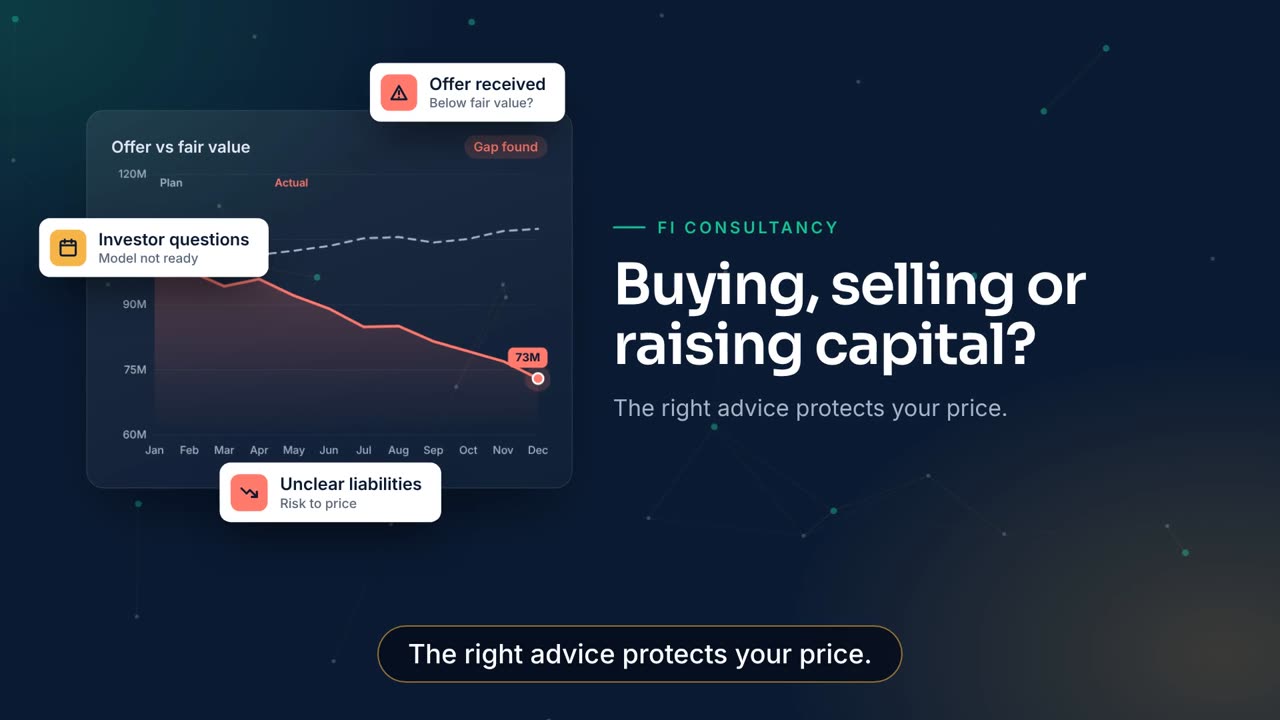 Offer received
Below fair value?
Offer vs fair value
Gap found
120M
Plan
Actual
Investor questions
Model not ready
90M
73M
75M
60M
Jan Feb Mar Apr May Jun Jul Aug Sep Oct Nov Dec
Unclear liabilities
Risk to price
FI CONSULTANCY
Buying, selling or
raising capital?
The right advice protects your price.
The right advice protects your price.